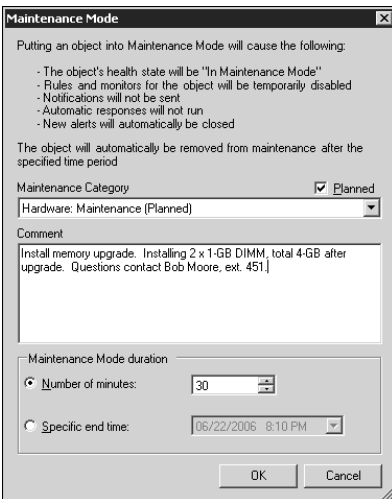 Maintenance Mode
Putting an object into Maintenance Mode will cause the following:
- The object's health state will be "In Maintenance Mode"
- Rules and monitors for the object will be temporarily disabled
- Notifications will not be sent
- Automatic responses will not run
- New alerts will automatically be closed
The object will automatically be removed from maintenance after the
specified time period
Maintenance Category
Planned
Hardware: Maintenance (Planned)
Comment
Install memory upgrade. Installing 2 x 1-GB DIMM, total 4-GB after
upgrade. Questions contact Bob Moore, ext. 451.
Maintenance Mode duration
Number of minutes: 30
Specific end time: 06/22/2006 8:10 PM
OK Cancel